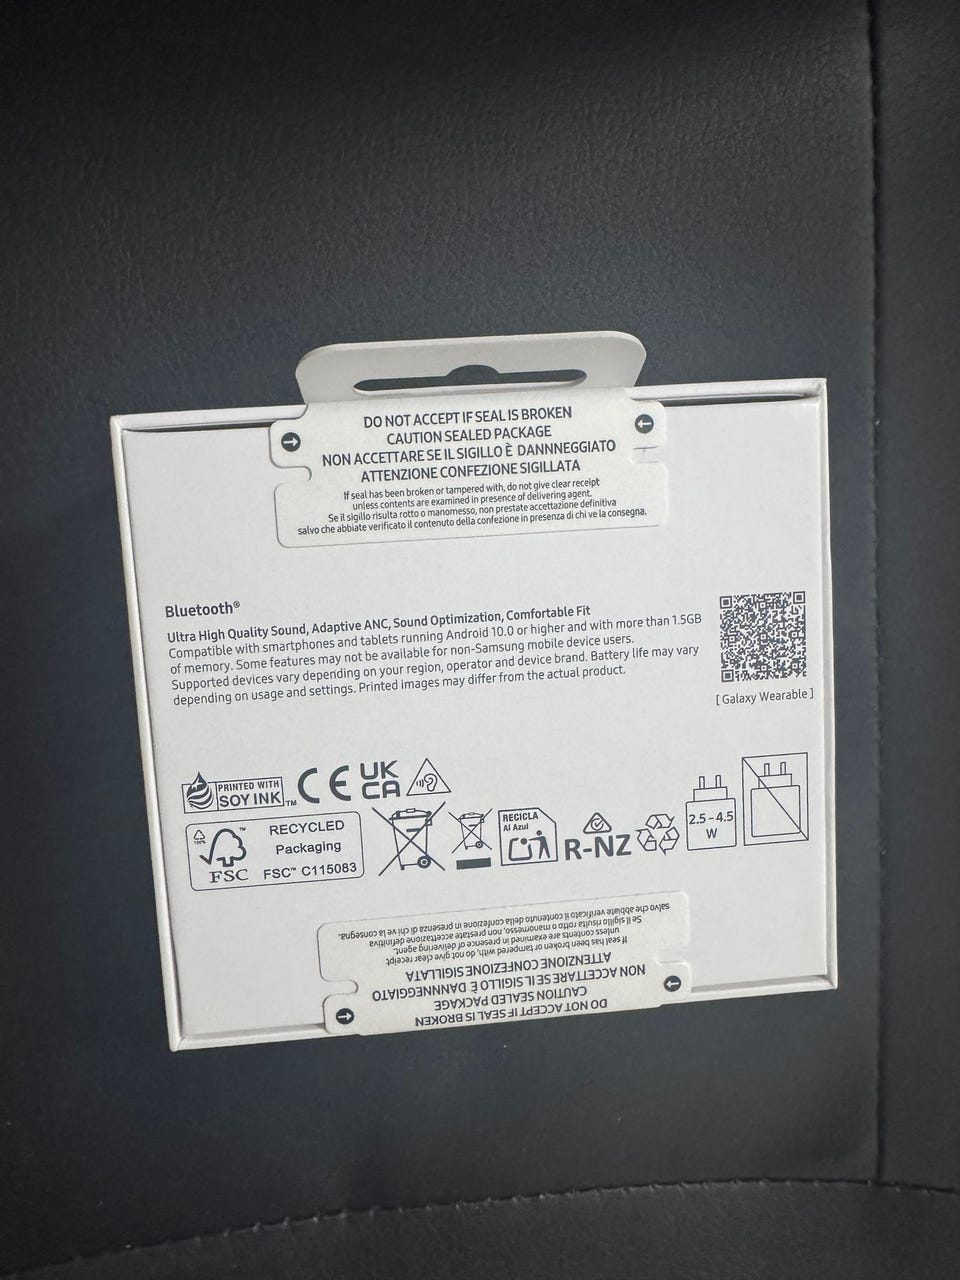 DO NOT ACCEPT IF SEAL IS BROKEN
CAUTION SEALED PACKAGE
NON ACCETTARE SE IL SIGILLO È DANNNEGGIATO
ATTENZIONE CONFEZIONE SIGILLATA
If seal has been broken or tampered with, do not give clear receipt
unless contents are examined in presence of delivering agent.
Se il sigillo risulta rotto o manomesso, non prestate accettazione definitiva
salvo che abbiate verificato il contenuto della confezione in presenza di chi ve la consegna.
Bluetooth®
Ultra High Quality Sound, Adaptive ANC, Sound Optimization, Comfortable Fit
Compatible with smartphones and tablets running Android 10.0 or higher and with more than 1.5GB
of memory. Some features may not be available for non-Samsung mobile device users.
Supported devices vary depending on your region, operator and device brand. Battery life may vary
depending on usage and settings. Printed images may differ from the actual product.
[ Galaxy Wearable ]
PRINTED WITH
SOY INK™
CE
UK
CA
100%
™
FSC
RECYCLED
Packaging
FSC™ C115083
RECICLA
Al Azul
R-NZ
2.5 - 4.5
W
DO NOT ACCEPT IF SEAL IS BROKEN
CAUTION SEALED PACKAGE
NON ACCETTARE SE IL SIGILLO È DANNNEGGIATO
ATTENZIONE CONFEZIONE SIGILLATA
If seal has been broken or tampered with, do not give clear receipt
unless contents are examined in presence of delivering agent.
Se il sigillo risulta rotto o manomesso, non prestate accettazione definitiva
salvo che abbiate verificato il contenuto della confezione in presenza di chi ve la consegna.